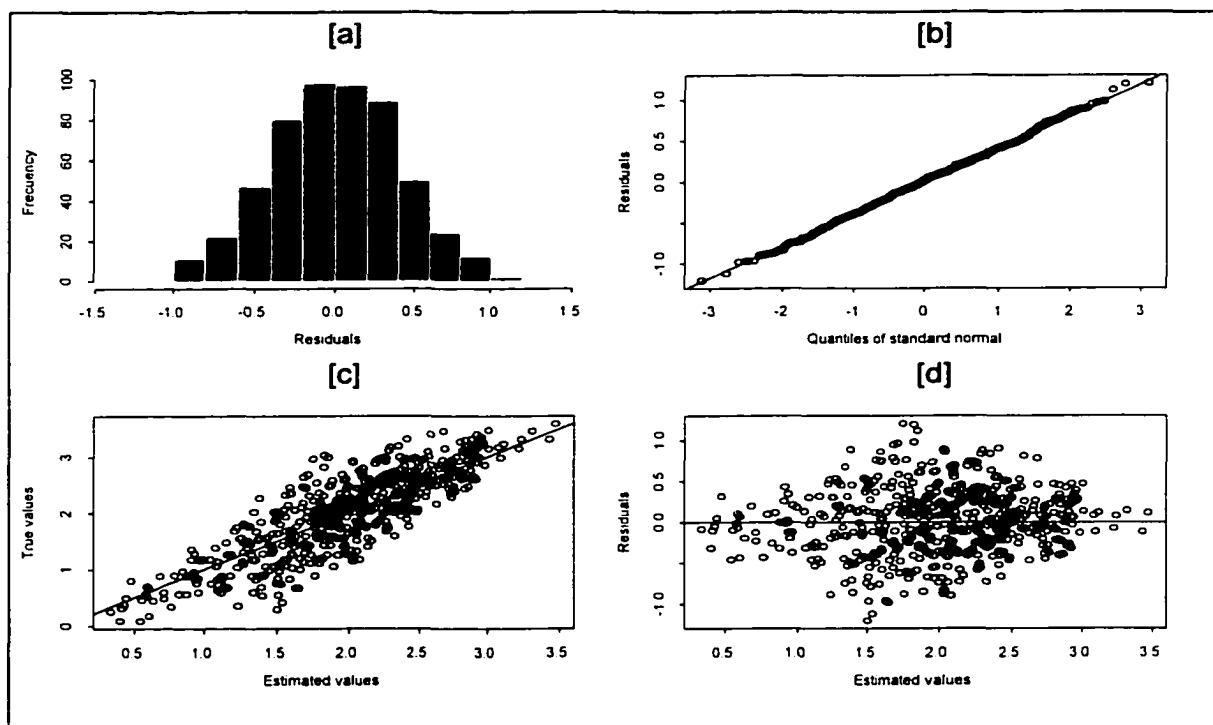 [a]
Frecuency
0 20 40 60 80 100
-1.5 -1.0 -0.5 0.0 0.5 1.0 1.5
Residuals
[b]
Residuals
-1.0 0.0 0.5 1.0
-3 -2 -1 0 1 2 3
Quantiles of standard normal
[c]
True values
0 1 2 3
0.5 1.0 1.5 2.0 2.5 3.0 3.5
Estimated values
[d]
Residuals
-1.0 0.0 0.5 1.0
0.5 1.0 1.5 2.0 2.5 3.0 3.5
Estimated values